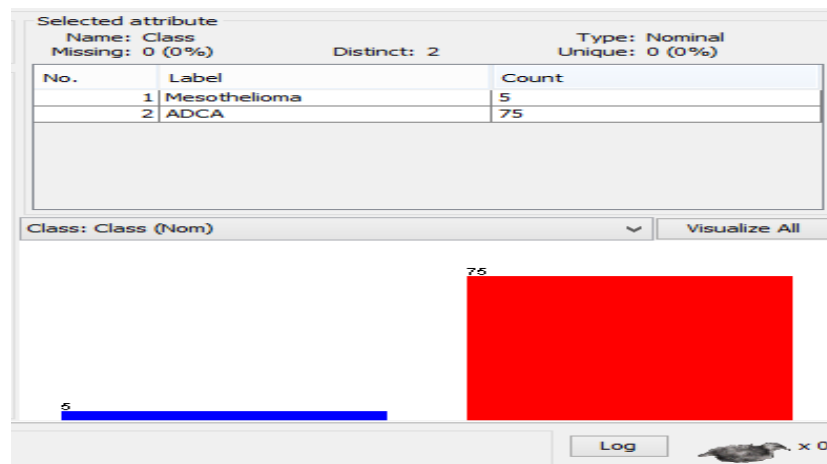 Selected attribute
Name: Class Type: Nominal
Missing: 0 (0%) Distinct: 2 Unique: 0 (0%)
No. Label Count
1 Mesothelioma 5
2 ADCA 75
Class: Class (Nom) Visualize All
75
5
Log x 0